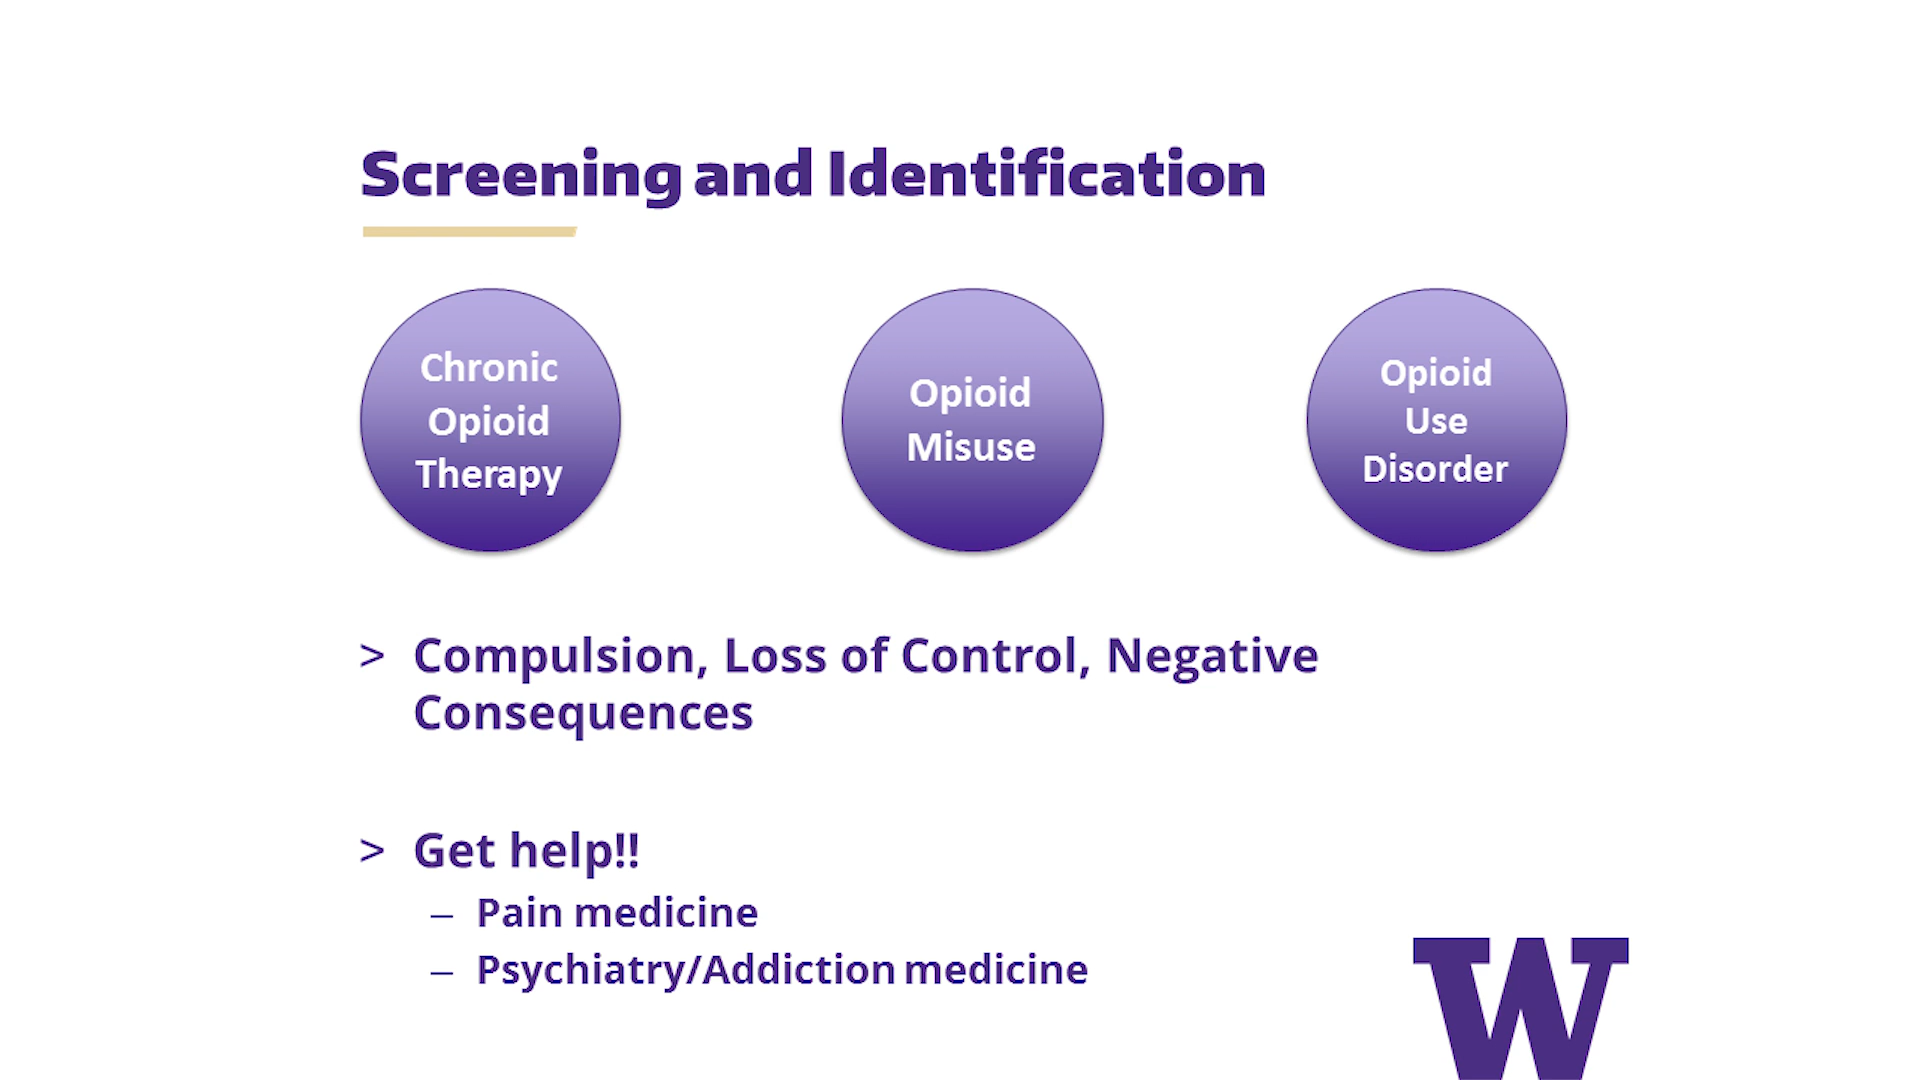 Screening and Identification
Chronic
Opioid
Therapy
Opioid
Misuse
Opioid
Use
Disorder
> Compulsion, Loss of Control, Negative
Consequences
> Get help!!
– Pain medicine
– Psychiatry/Addiction medicine
W